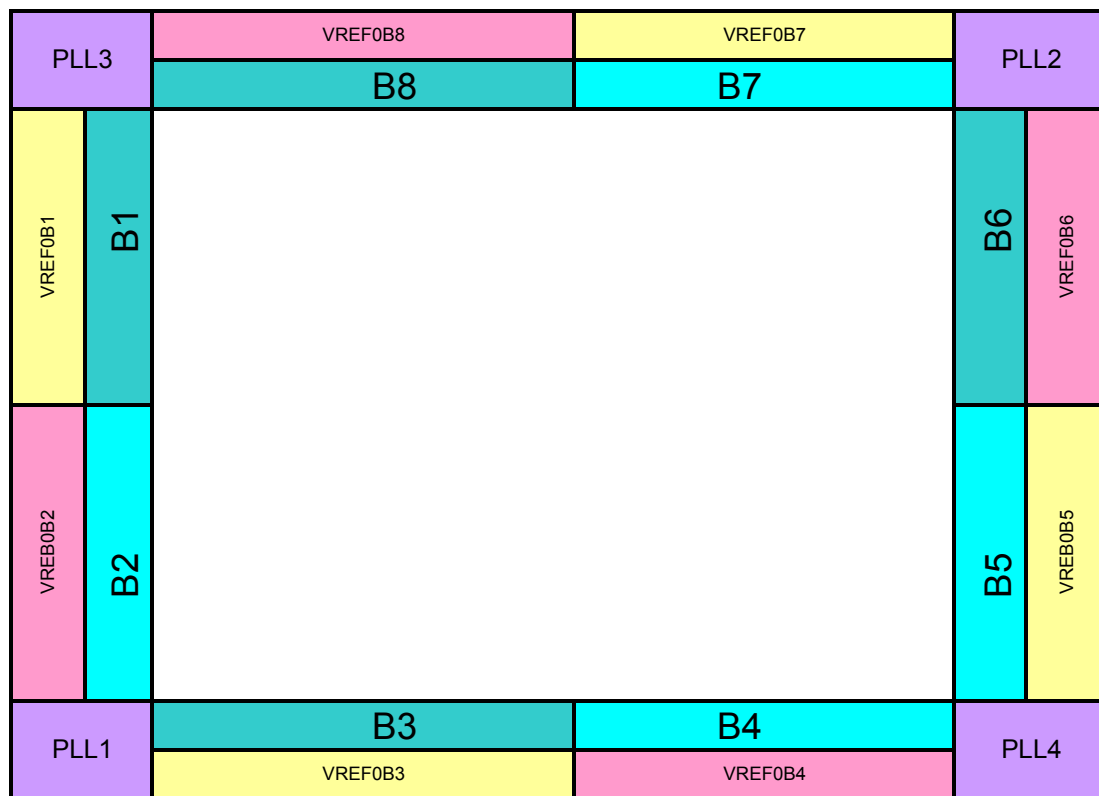 PLL3
VREF0B8
VREF0B7
PLL2
B8
B7
VREF0B1
B1
B6
VREF0B6
VREB0B2
B2
B5
VREB0B5
PLL1
B3
B4
PLL4
VREF0B3
VREF0B4